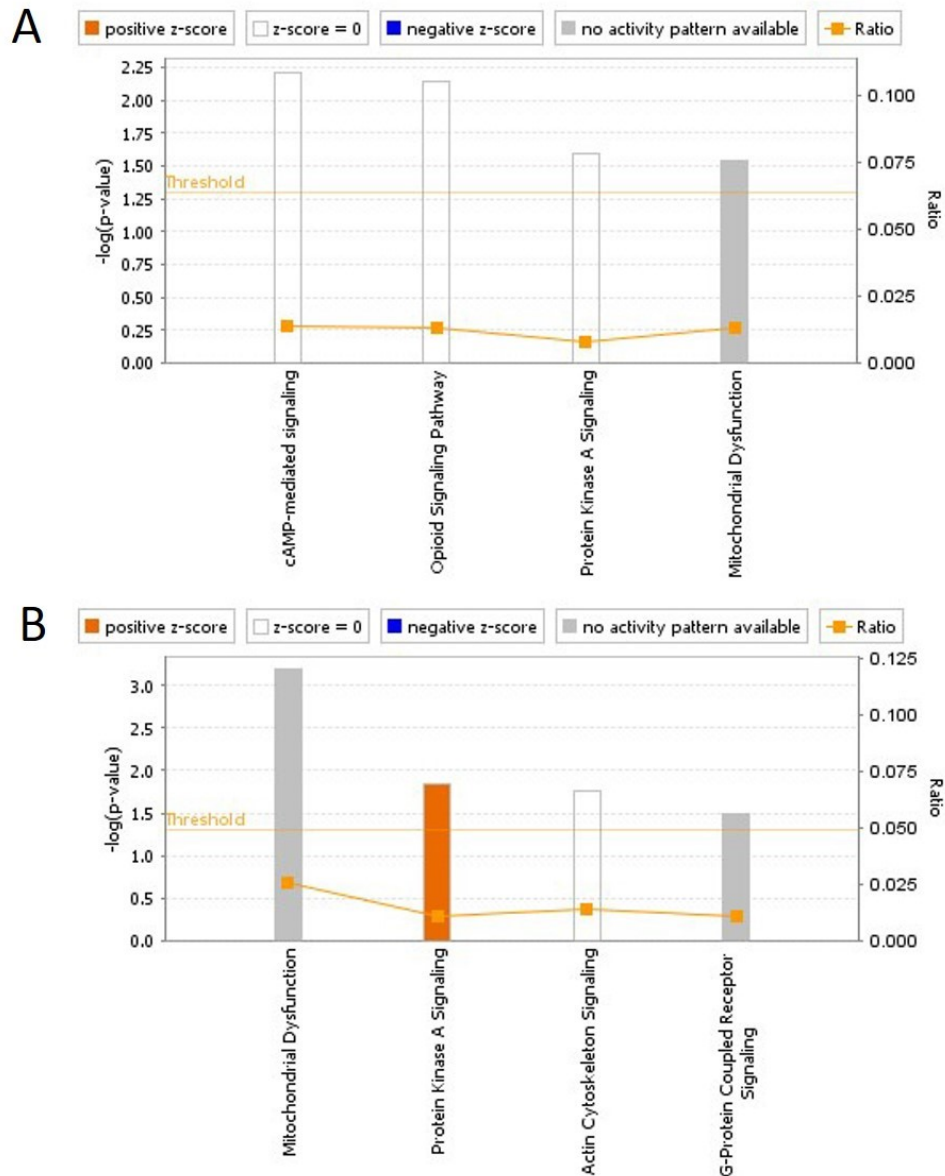 A
positive z-score
z-score = 0
negative z-score
no activity pattern available
Ratio
2.25
2.00
1.75
1.50
1.25
1.00
0.75
0.50
0.25
0.00
-log(p-value)
Threshold
0.100
0.075
0.050
0.025
0.000
Ratio
cAMP-mediated signaling
Opioid Signaling Pathway
Protein Kinase A Signaling
Mitochondrial Dysfunction
B
positive z-score
z-score = 0
negative z-score
no activity pattern available
Ratio
3.0
2.5
2.0
1.5
1.0
0.5
0.0
-log(p-value)
Threshold
0.125
0.100
0.075
0.050
0.025
0.000
Ratio
Mitochondrial Dysfunction
Protein Kinase A Signaling
Actin Cytoskeleton Signaling
G-Protein Coupled Receptor
Signaling